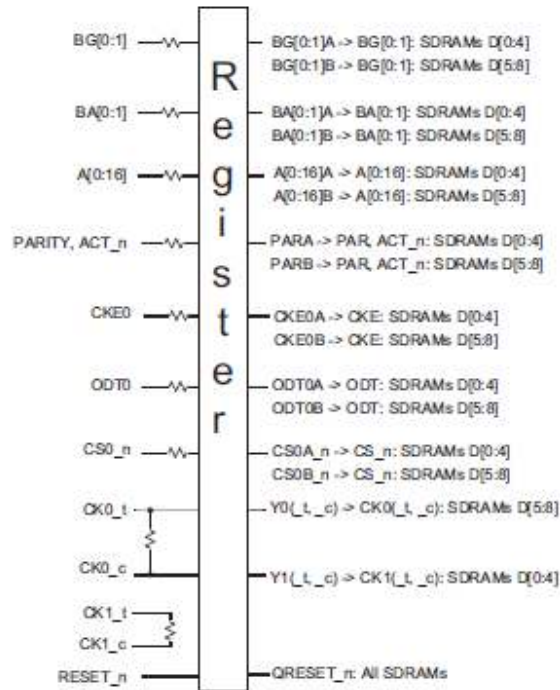 BG[0:1]
BG[0:1]A -> BG[0:1]: SDRAMs D[0:4]
BG[0:1]B -> BG[0:1]: SDRAMs D[5:8]
BA[0:1]
BA[0:1]A -> BA[0:1]: SDRAMs D[0:4]
BA[0:1]B -> BA[0:1]: SDRAMs D[5:8]
A[0:16]
A[0:16]A -> A[0:16]: SDRAMs D[0:4]
A[0:16]B -> A[0:16]: SDRAMs D[5:8]
PARITY, ACT_n
PARA -> PAR, ACT_n: SDRAMs D[0:4]
PARB -> PAR, ACT_n: SDRAMs D[5:8]
CKE0
CKE0A -> CKE: SDRAMs D[0:4]
CKE0B -> CKE: SDRAMs D[5:8]
ODT0
ODT0A -> ODT: SDRAMs D[0:4]
ODT0B -> ODT: SDRAMs D[5:8]
CS0_n
CS0A_n -> CS_n: SDRAMs D[0:4]
CS0B_n -> CS_n: SDRAMs D[5:8]
CK0_t
Y0(_t, _c) -> CK0(_t, _c): SDRAMs D[5:8]
CK0_c
Y1(_t, _c) -> CK1(_t, _c): SDRAMs D[0:4]
CK1_t
CK1_c
RESET_n
QRESET_n: All SDRAMs
Register